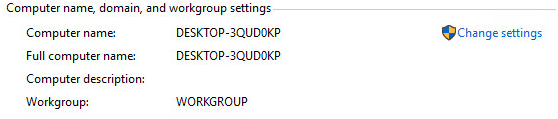 Computer name, domain, and workgroup settings
Computer name: DESKTOP-3QUD0KP Change settings
Full computer name: DESKTOP-3QUD0KP
Computer description:
Workgroup: WORKGROUP